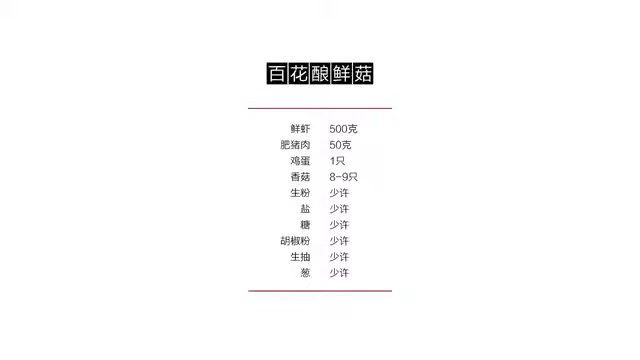 百花酿鲜菇
鲜虾 500克
肥猪肉 50克
鸡蛋 1只
香菇 8-9只
生粉 少许
盐 少许
糖 少许
胡椒粉 少许
生抽 少许
葱 少许